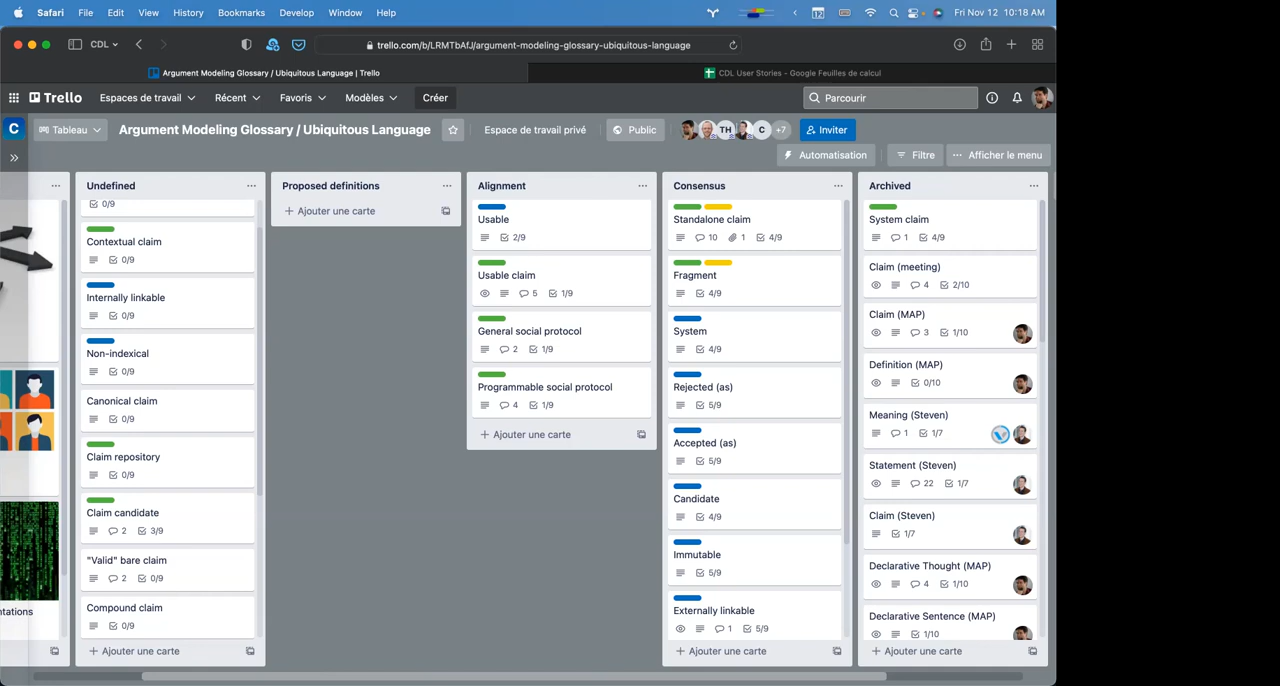 Safari File Edit View History Bookmarks Develop Window Help 12 Fri Nov 12 10:18 AM
CDL trello.com/b/LRMTbAfJ/argument-modeling-glossary-ubiquitous-language
Argument Modeling Glossary / Ubiquitous Language | Trello CDL User Stories - Google Feuilles de calcul
Trello Espaces de travail Récent Favoris Modèles Créer Parcourir
C Tableau Argument Modeling Glossary / Ubiquitous Language Espace de travail privé Public TH C +7 Inviter
Automatisation Filtre Afficher le menu
ntations
Undefined
0/9
Contextual claim
0/9
Internally linkable
0/9
Non-indexical
0/9
Canonical claim
0/9
Claim repository
0/9
Claim candidate
2 3/9
"Valid" bare claim
2 0/9
Compound claim
0/9
+ Ajouter une carte
Proposed definitions
+ Ajouter une carte
Alignment
Usable
2/9
Usable claim
5 1/9
General social protocol
2 1/9
Programmable social protocol
4 1/9
+ Ajouter une carte
Consensus
Standalone claim
10 1 4/9
Fragment
4/9
System
4/9
Rejected (as)
5/9
Accepted (as)
5/9
Candidate
4/9
Immutable
5/9
Externally linkable
1 5/9
+ Ajouter une carte
Archived
System claim
1 4/9
Claim (meeting)
4 2/10
Claim (MAP)
3 1/10
Definition (MAP)
0/10
Meaning (Steven)
1 1/7
Statement (Steven)
22 1/7
Claim (Steven)
1/7
Declarative Thought (MAP)
4 1/10
Declarative Sentence (MAP)
1/10
+ Ajouter une carte